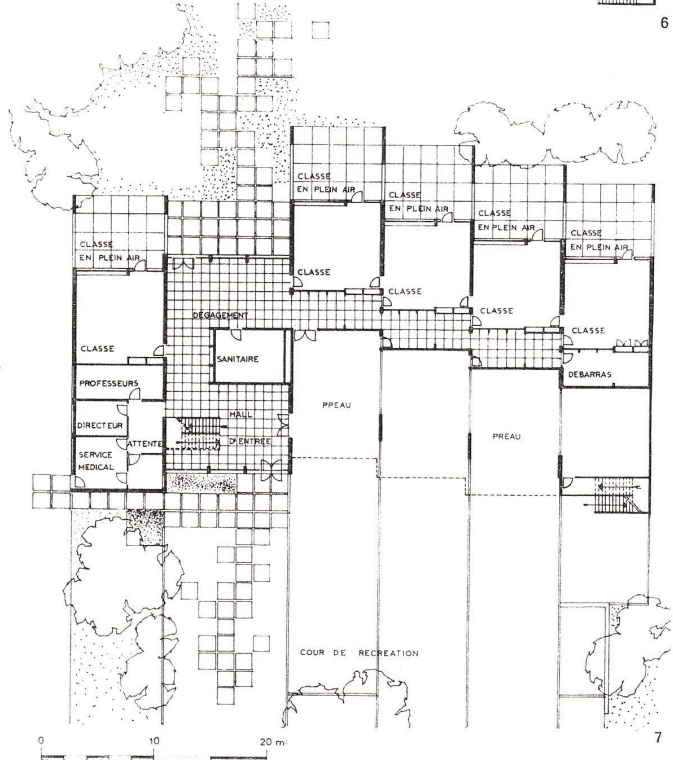 6
CLASSE
EN PLEIN AIR
CLASSE
EN PLEIN AIR
CLASSE
EN PLEIN AIR
CLASSE
EN PLEIN AIR
CLASSE
EN PLEIN AIR
CLASSE
CLASSE
CLASSE
CLASSE
CLASSE
DÉGAGEMENT
SANITAIRE
PROFESSEURS
DEBARRAS
DIRECTEUR
HALL
D'ENTRÉE
PPEAU
PREAU
ATTENTE
SERVICE
MEDICAL
COUR DE RECREATION
7
0 10 20 m